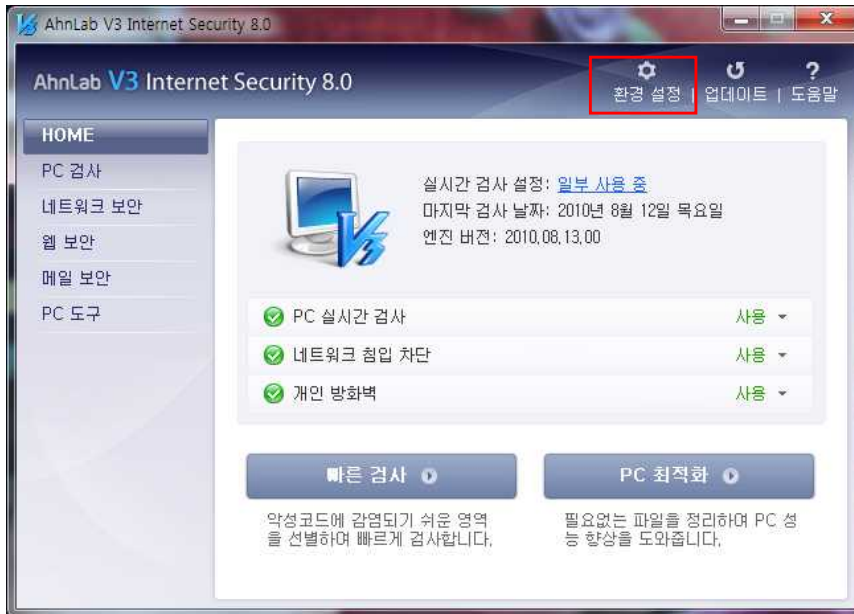 AhnLab V3 Internet Security 8.0
AhnLab V3 Internet Security 8.0
환경 설정 | 업데이트 | ? 도움말
HOME
PC 검사
네트워크 보안
웹 보안
메일 보안
PC 도구
V3
실시간 검사 설정: 일부 사용 중
마지막 검사 날짜: 2010년 8월 12일 목요일
엔진 버전: 2010.08.13.00
PC 실시간 검사 사용
네트워크 침입 차단 사용
개인 방화벽 사용
빠른 검사
악성코드에 감염되기 쉬운 영역
을 선별하여 빠르게 검사합니다.
PC 최적화
필요없는 파일을 정리하여 PC 성
능 향상을 도와줍니다.